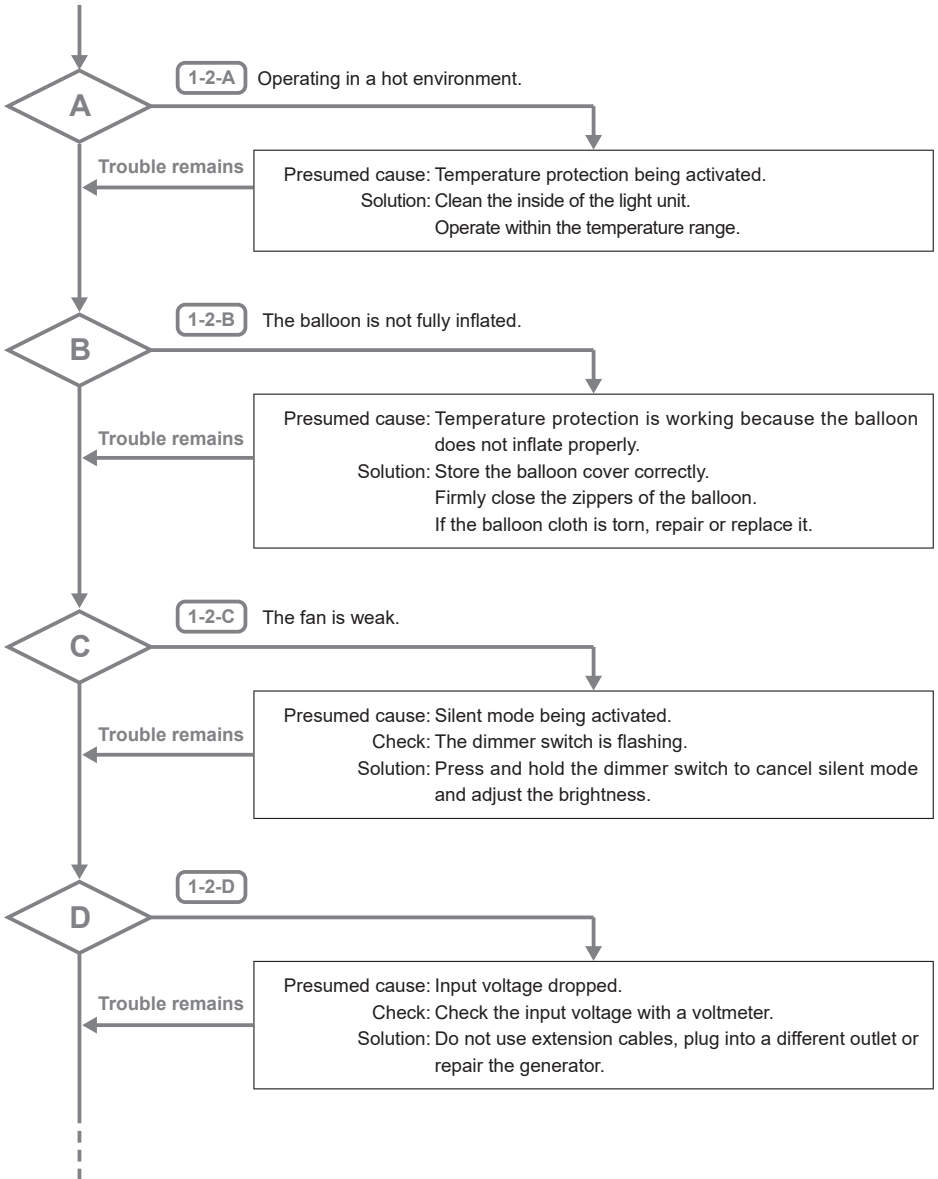 A
1-2-A Operating in a hot environment.
Trouble remains
Presumed cause: Temperature protection being activated.
Solution: Clean the inside of the light unit.
Operate within the temperature range.
B
1-2-B The balloon is not fully inflated.
Trouble remains
Presumed cause: Temperature protection is working because the balloon
does not inflate properly.
Solution: Store the balloon cover correctly.
Firmly close the zippers of the balloon.
If the balloon cloth is torn, repair or replace it.
C
1-2-C The fan is weak.
Trouble remains
Presumed cause: Silent mode being activated.
Check: The dimmer switch is flashing.
Solution: Press and hold the dimmer switch to cancel silent mode
and adjust the brightness.
D
1-2-D
Trouble remains
Presumed cause: Input voltage dropped.
Check: Check the input voltage with a voltmeter.
Solution: Do not use extension cables, plug into a different outlet or
repair the generator.